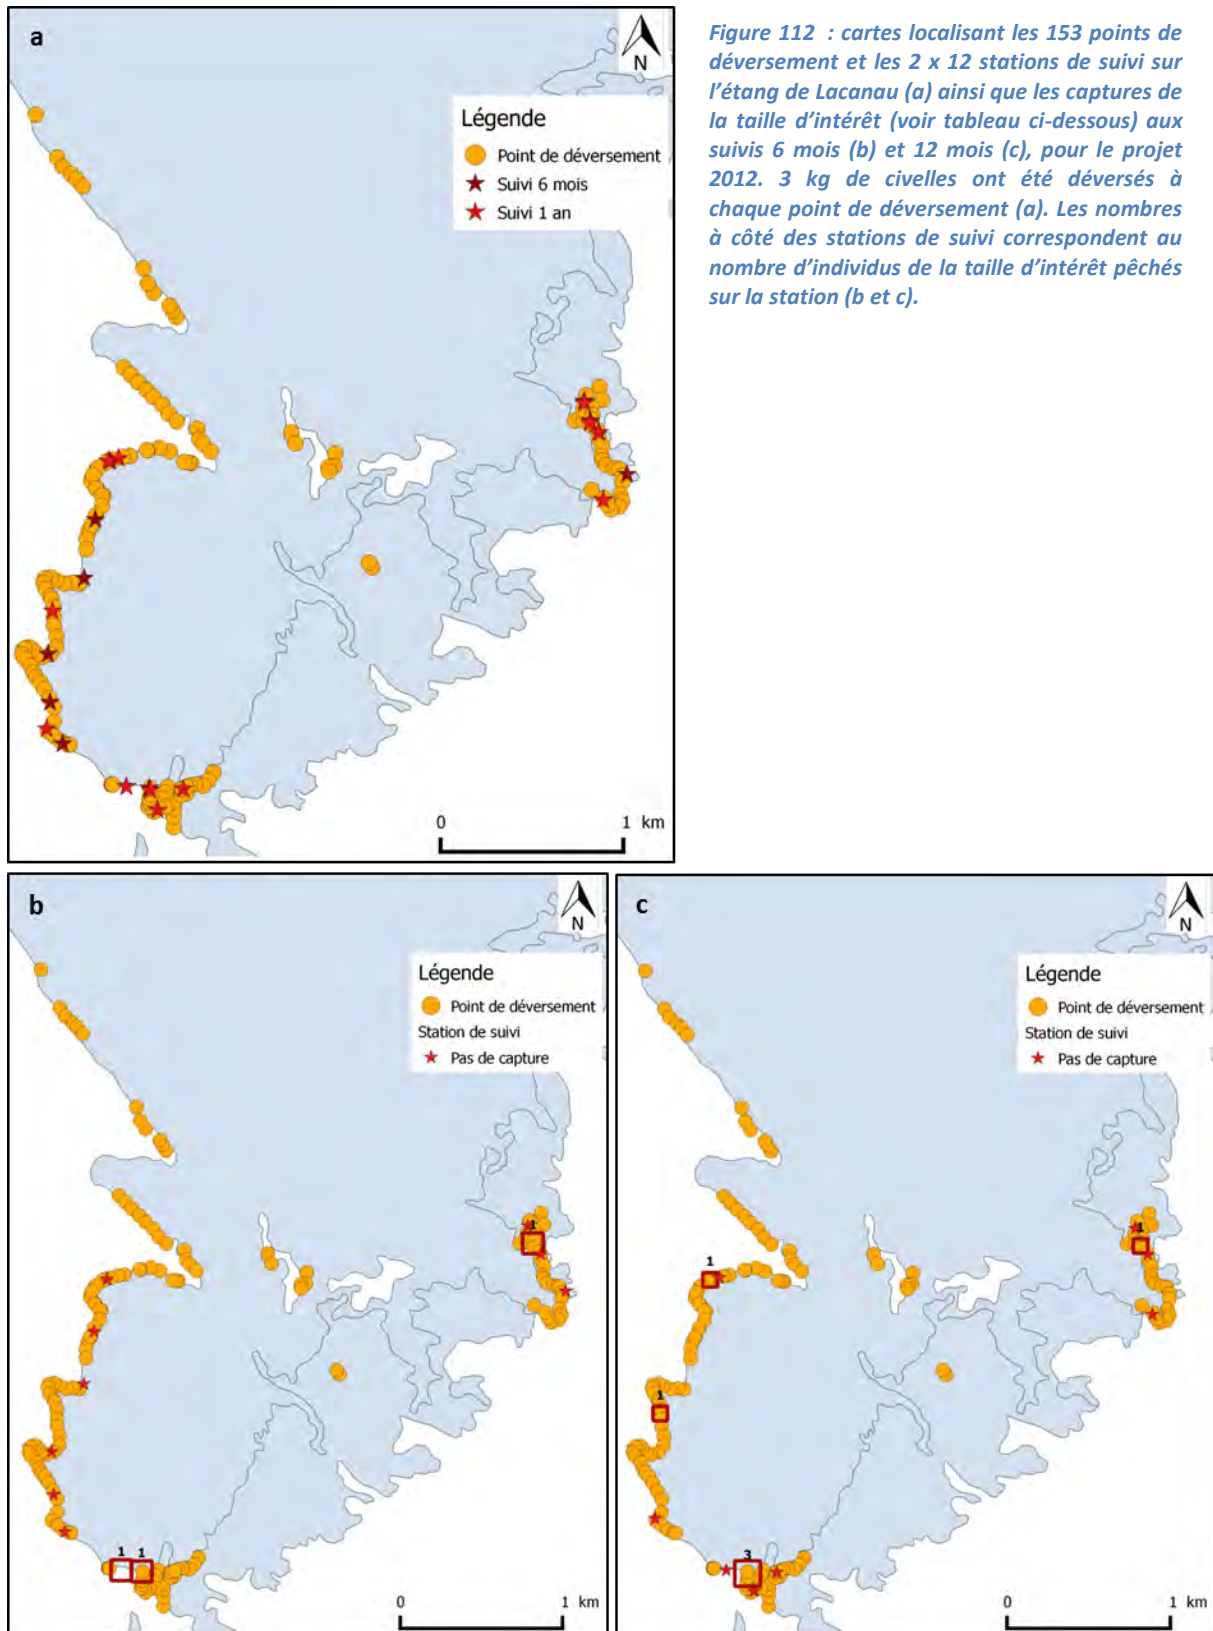 a
N
Légende
Point de déversement
Suivi 6 mois
Suivi 1 an
0 1 km
Figure 112 : cartes localisant les 153 points de
déversement et les 2 x 12 stations de suivi sur
l'étang de Lacanau (a) ainsi que les captures de
la taille d'intérêt (voir tableau ci-dessous) aux
suivis 6 mois (b) et 12 mois (c), pour le projet
2012. 3 kg de civelles ont été déversés à
chaque point de déversement (a). Les nombres
à côté des stations de suivi correspondent au
nombre d'individus de la taille d'intérêt pêchés
sur la station (b et c).
b
N
Légende
Point de déversement
Station de suivi
Pas de capture
1
1 1
0 1 km
c
N
Légende
Point de déversement
Station de suivi
Pas de capture
1
1
1
3
0 1 km